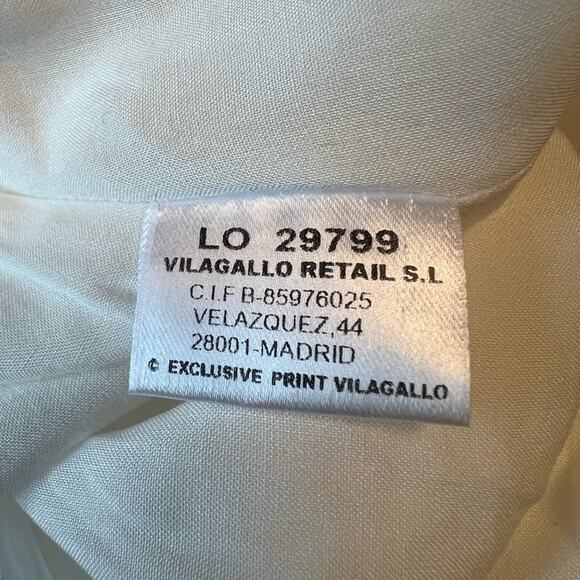 LO 29799
VILAGALLO RETAIL S.L
C.I.F B-85976025
VELAZQUEZ,44
28001-MADRID
© EXCLUSIVE PRINT VILAGALLO